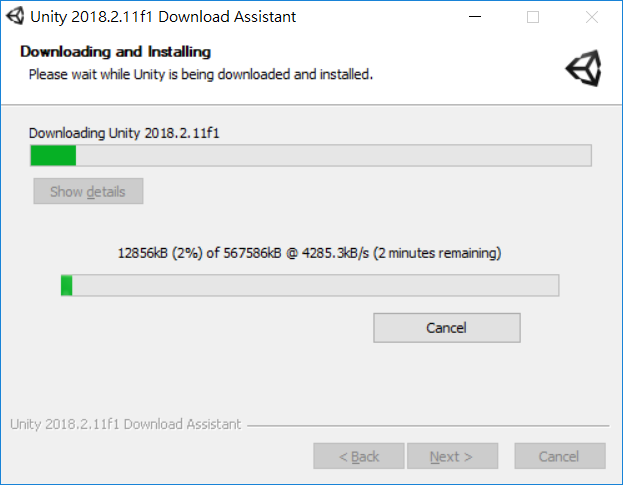 Unity 2018.2.11f1 Download Assistant
Downloading and Installing
Please wait while Unity is being downloaded and installed.
Downloading Unity 2018.2.11f1
Show details
12856kB (2%) of 567586kB @ 4285.3kB/s (2 minutes remaining)
Cancel
Unity 2018.2.11f1 Download Assistant
< Back Next > Cancel